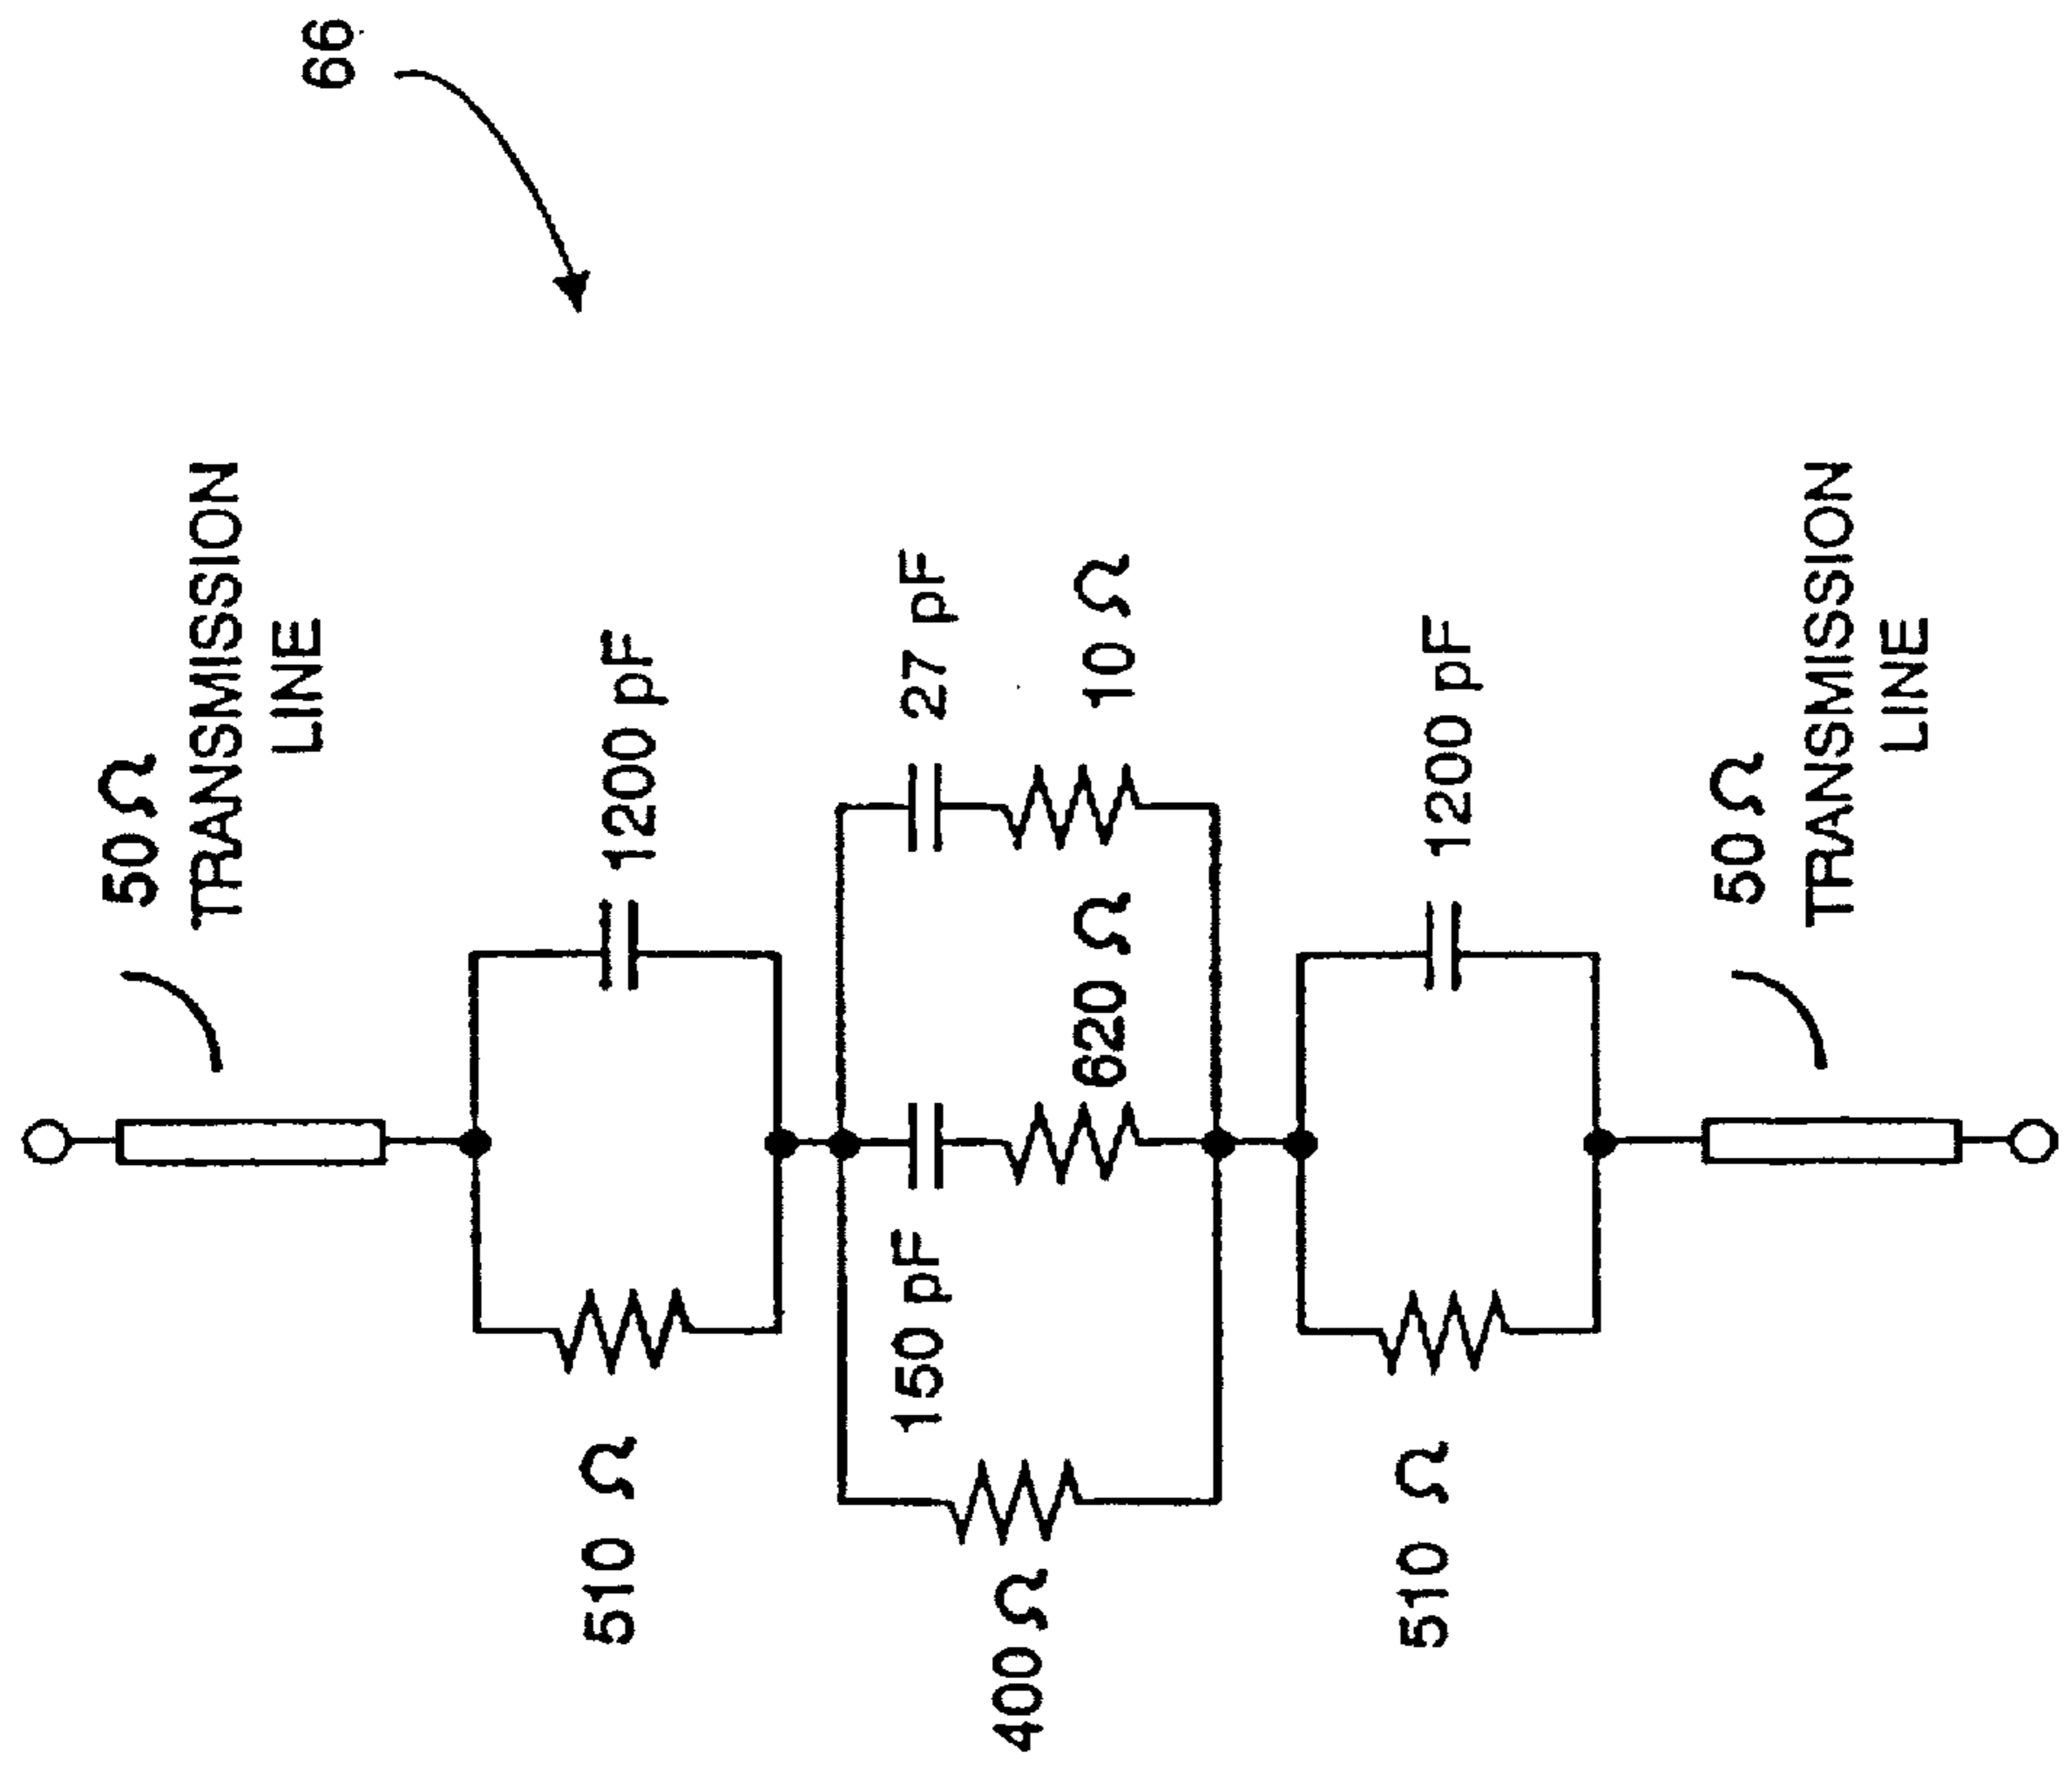 66
50 Ω
TRANSMISSION
LINE
1200 pF
510 Ω
27 pF
10 Ω
150 pF
620 Ω
400 Ω
1200 pF
510 Ω
50 Ω
TRANSMISSION
LINE